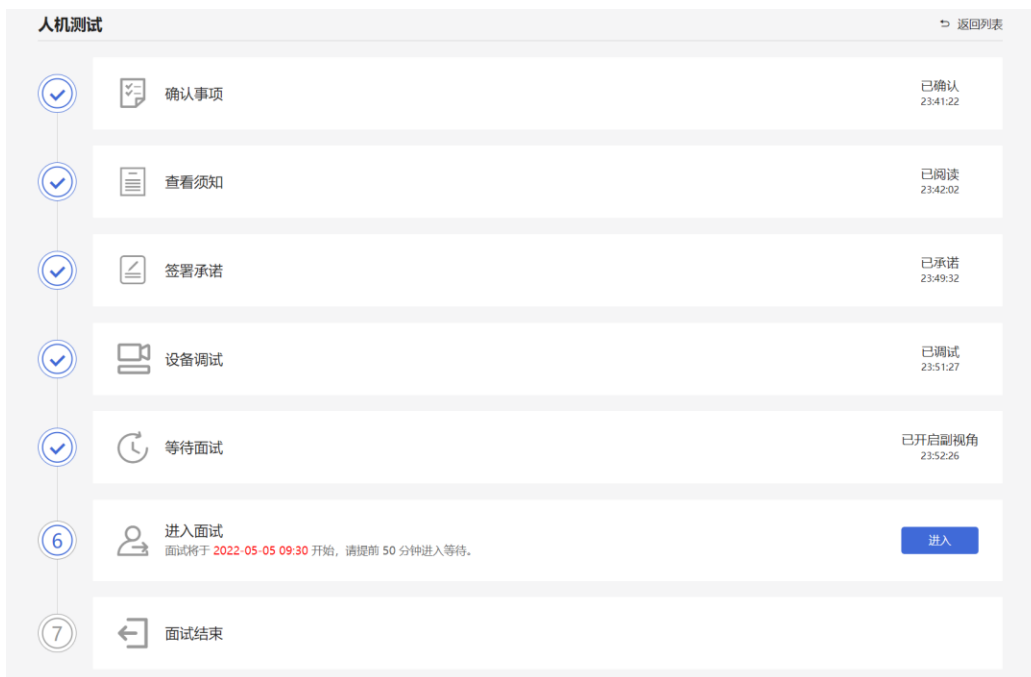 人机测试
返回列表
确认事项
已确认
23:41:22
查看须知
已阅读
23:42:02
签署承诺
已承诺
23:49:32
设备调试
已调试
23:51:27
等待面试
已开启副视角
23:52:26
6
进入面试
面试将于 2022-05-05 09:30 开始，请提前 50 分钟进入等待。
进入
7
面试结束